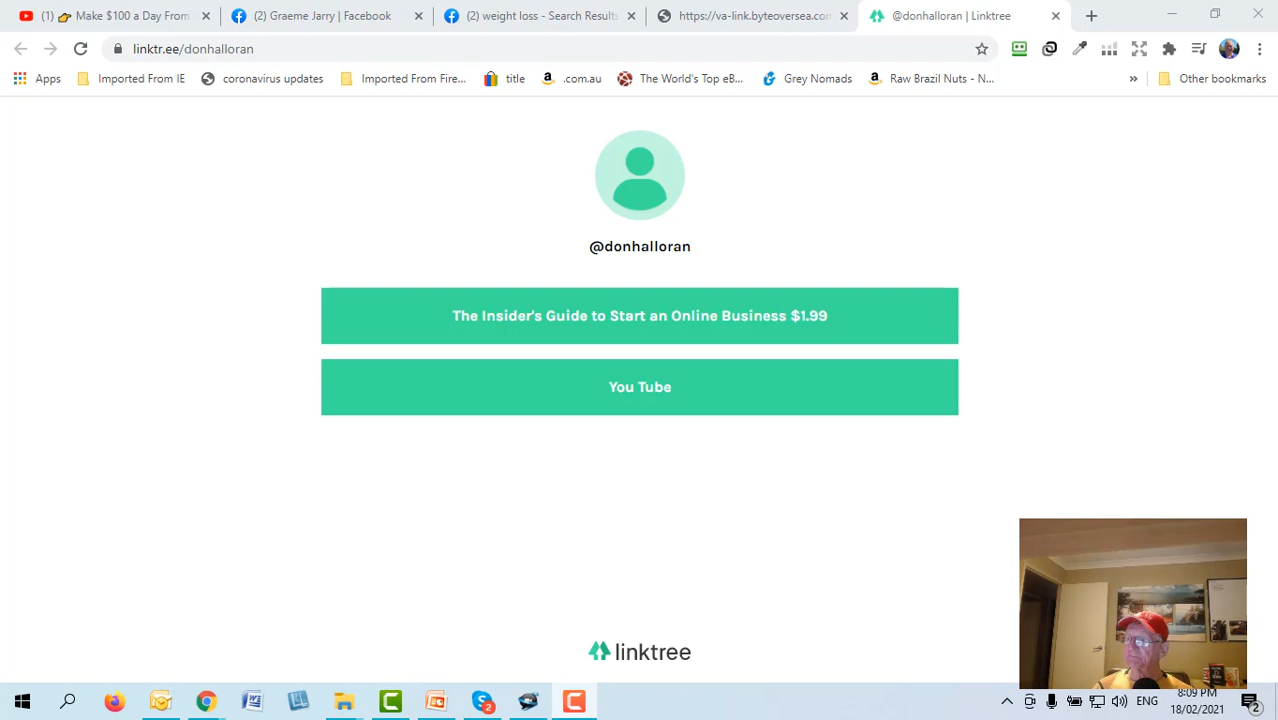 (1) 👉 Make $100 a Day From
(2) Graeme Jarry | Facebook
(2) weight loss - Search Results
https://va-link.byteoversea.com
@donhalloran | Linktree
linktr.ee/donhalloran
Apps
Imported From IE
coronavirus updates
Imported From Fire...
title
.com.au
The World's Top eB...
Grey Nomads
Raw Brazil Nuts - N...
»
Other bookmarks
@donhalloran
The Insider's Guide to Start an Online Business $1.99
You Tube
linktree
2
ENG
8:09 PM
18/02/2021
2